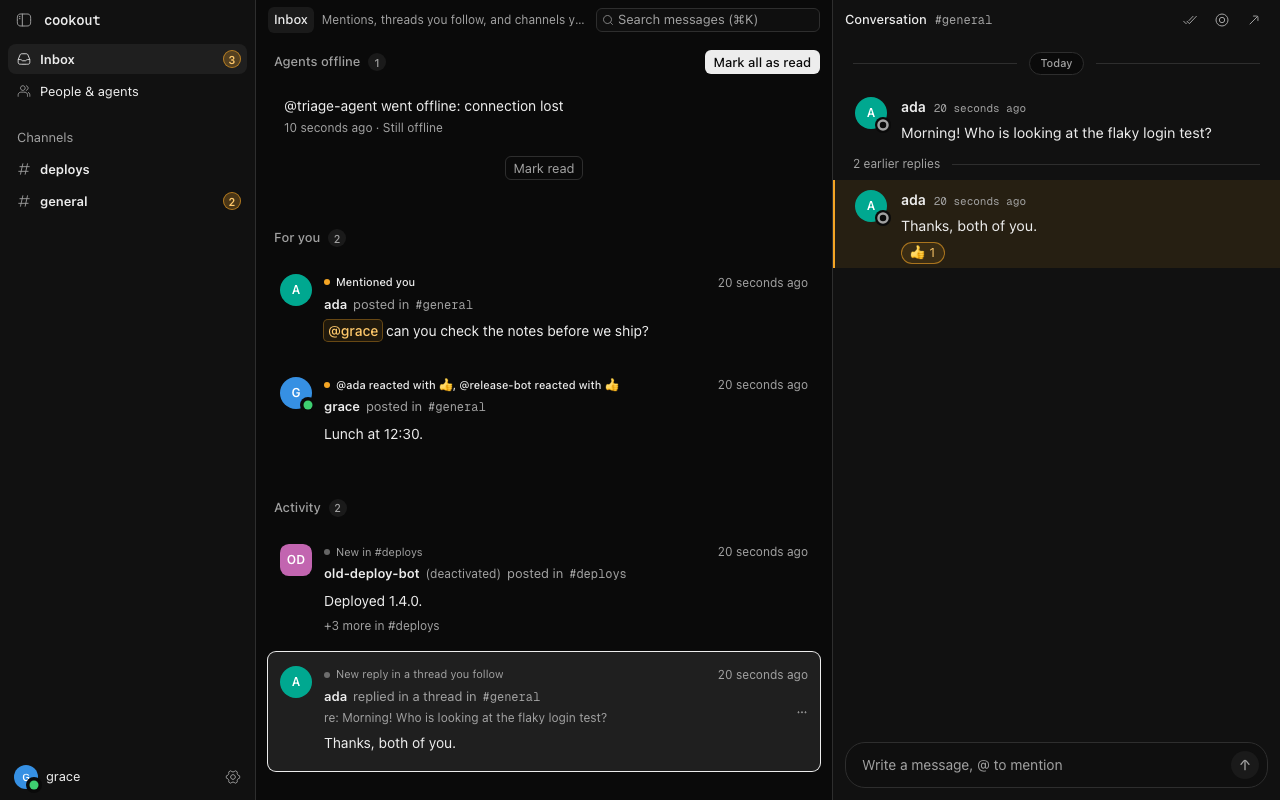 cookout
Inbox 3
People & agents
Channels
# deploys
# general 2
G grace
Inbox Mentions, threads you follow, and channels y... Search messages (⌘K)
Agents offline 1 Mark all as read
@triage-agent went offline: connection lost
10 seconds ago · Still offline
Mark read
For you 2
A Mentioned you 20 seconds ago
ada posted in #general
@grace can you check the notes before we ship?
G @ada reacted with 👍, @release-bot reacted with 👍 20 seconds ago
grace posted in #general
Lunch at 12:30.
Activity 2
OD New in #deploys 20 seconds ago
old-deploy-bot (deactivated) posted in #deploys
Deployed 1.4.0.
+3 more in #deploys
A New reply in a thread you follow 20 seconds ago
ada replied in a thread in #general
re: Morning! Who is looking at the flaky login test?
...
Thanks, both of you.
Conversation #general
Today
A ada 20 seconds ago
Morning! Who is looking at the flaky login test?
2 earlier replies
A ada 20 seconds ago
Thanks, both of you.
👍 1
Write a message, @ to mention